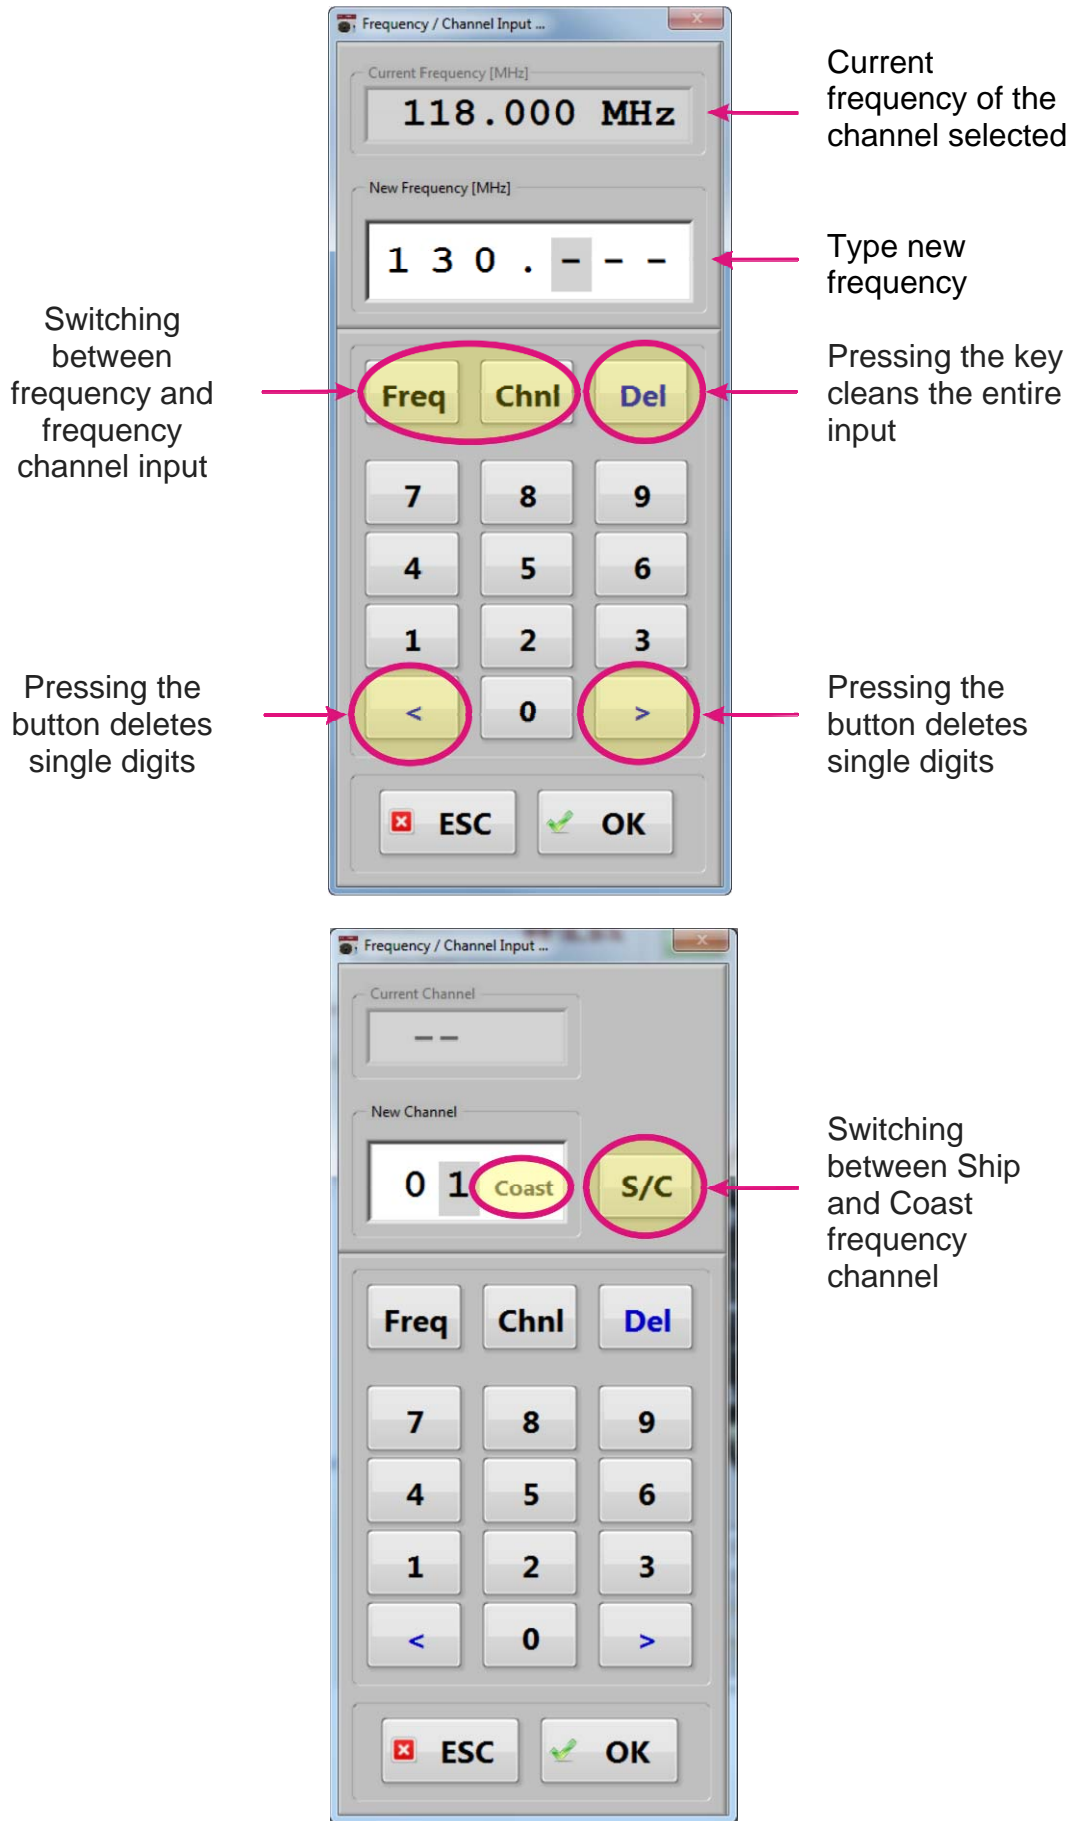 Frequency / Channel Input ...
Current Frequency [MHz]
118.000 MHz
Current
frequency of the
channel selected
New Frequency [MHz]
1 3 0 . - - -
Type new
frequency
Switching
between
frequency and
frequency
channel input
Freq Chnl Del
Pressing the key
cleans the entire
input
7 8 9
4 5 6
1 2 3
< 0 >
Pressing the
button deletes
single digits
Pressing the
button deletes
single digits
ESC OK
Frequency / Channel Input ...
Current Channel
--
New Channel
0 1 Coast S/C
Switching
between Ship
and Coast
frequency
channel
Freq Chnl Del
7 8 9
4 5 6
1 2 3
< 0 >
ESC OK